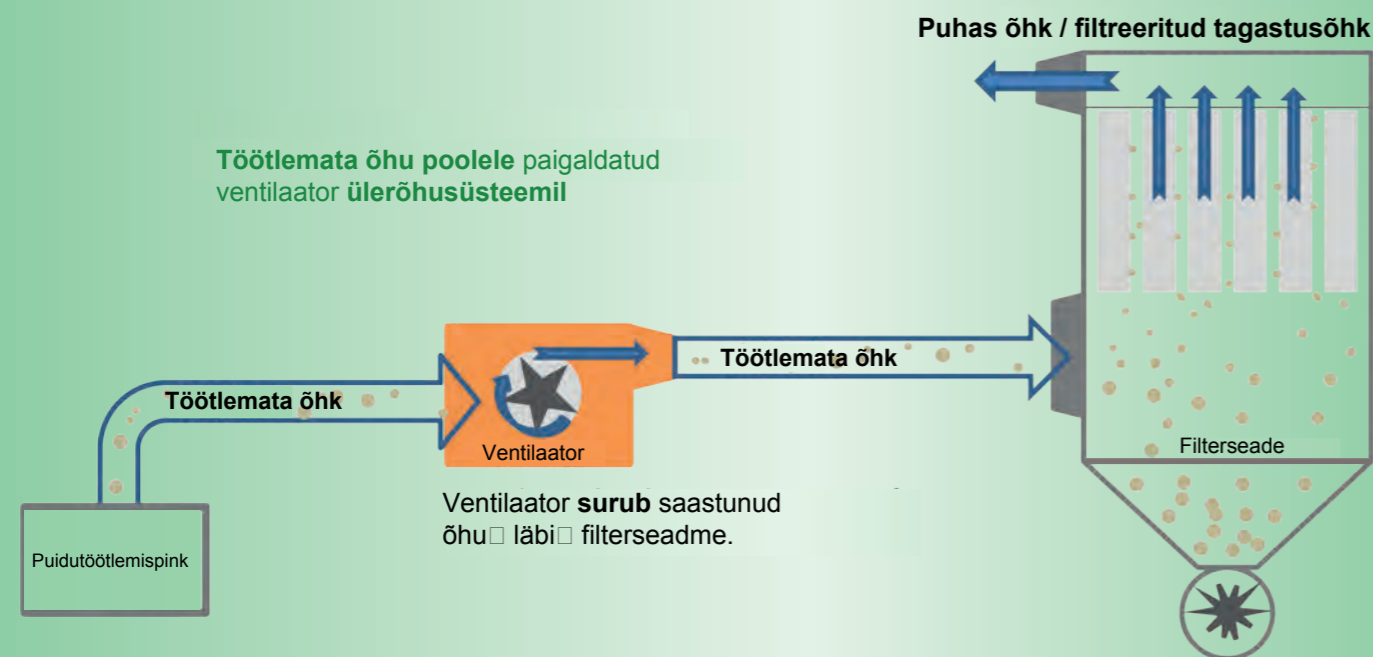 Puhas õhk / filtreeritud tagastusõhk
Töötlemata õhu poolele paigaldatud
ventilaator ülerõhusüsteemil
Töötlemata õhk
Töötlemata õhk
Ventilaator
Filterseade
Ventilaator surub saastunud
õhu□ läbi□ filterseadme.
Puidutöötlemispink